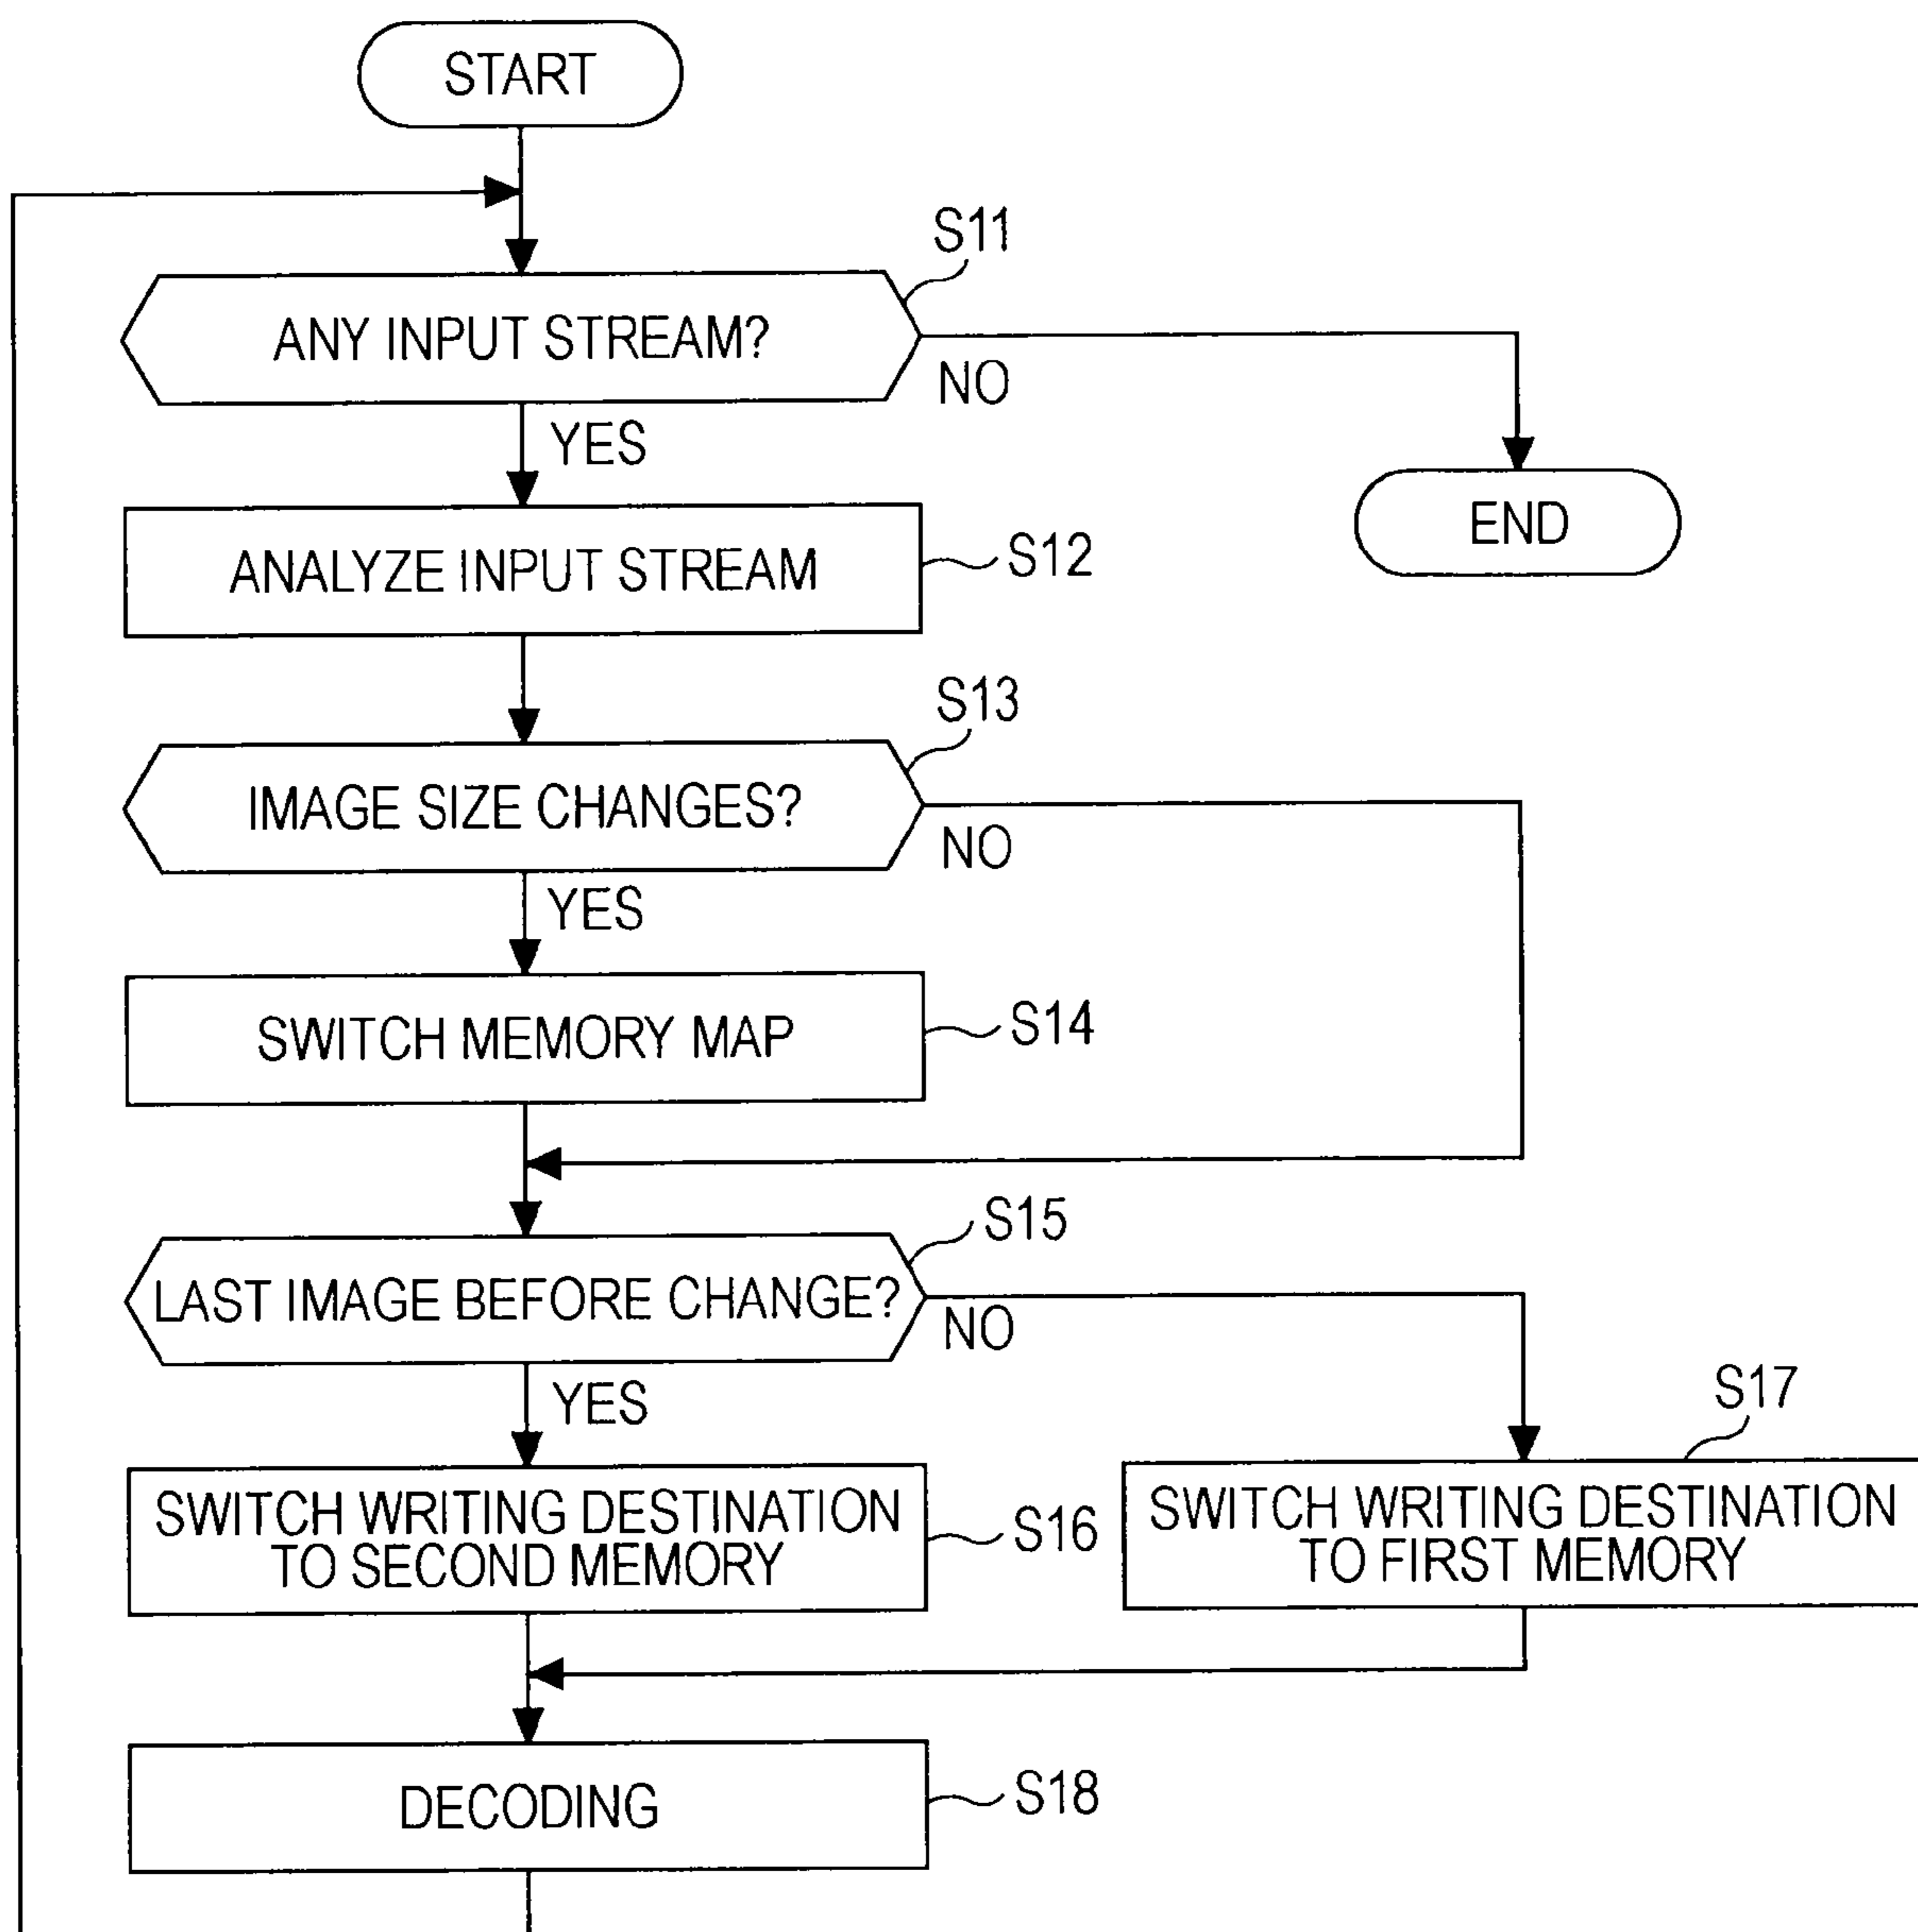 START
S11
ANY INPUT STREAM?
NO
YES
END
ANALYZE INPUT STREAM
S12
S13
IMAGE SIZE CHANGES?
NO
YES
SWITCH MEMORY MAP
S14
S15
LAST IMAGE BEFORE CHANGE?
NO
YES
S17
SWITCH WRITING DESTINATION
TO SECOND MEMORY
S16
SWITCH WRITING DESTINATION
TO FIRST MEMORY
DECODING
S18